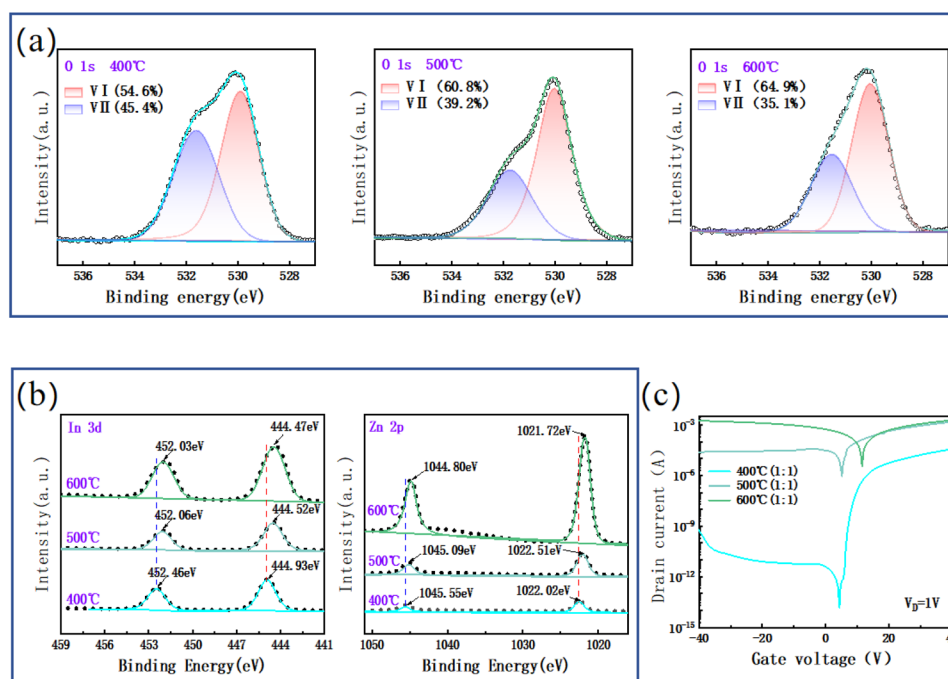 (a)
O 1s 400℃
VⅠ (54.6%)
VⅡ (45.4%)
Intensity(a.u.)
536 534 532 530 528
Binding energy(eV)
O 1s 500℃
VⅠ (60.8%)
VⅡ (39.2%)
Intensity(a.u.)
536 534 532 530 528
Binding energy(eV)
O 1s 600℃
VⅠ (64.9%)
VⅡ (35.1%)
Intensity(a.u.)
536 534 532 530 528
Binding energy(eV)
(b)
In 3d
452.03eV
444.47eV
600℃
452.06eV
444.52eV
500℃
452.46eV
444.93eV
400℃
Intensity(a.u.)
459 456 453 450 447 444 441
Binding Energy(eV)
Zn 2p
1021.72eV
1044.80eV
600℃
1045.09eV
1022.51eV
500℃
1045.55eV
1022.02eV
400℃
Intensity(a.u.)
1050 1040 1030 1020
Binding Energy(eV)
(c)
10⁻³
10⁻⁶
10⁻⁹
10⁻¹²
10⁻¹⁵
Drain current (A)
400℃(1:1)
500℃(1:1)
600℃(1:1)
V_D=1V
-40 -20 0 20 40
Gate voltage (V)